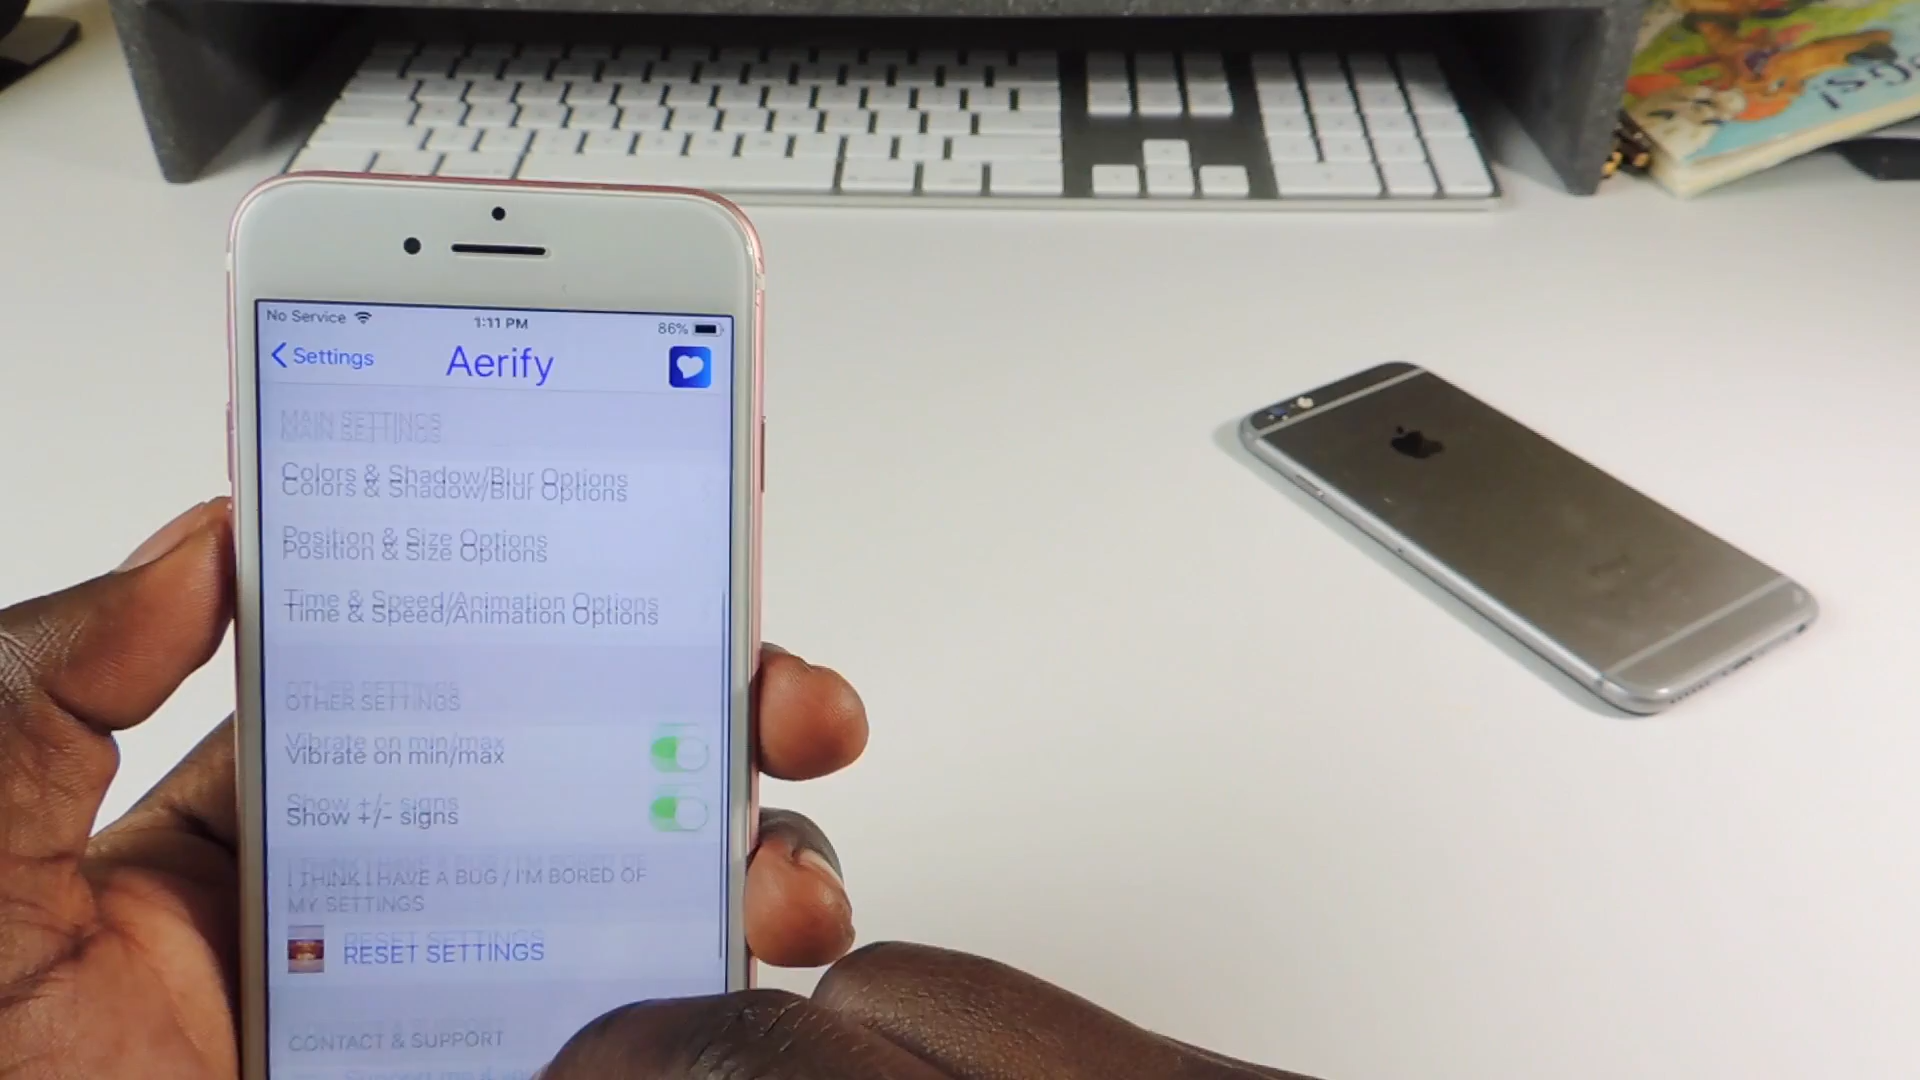 No Service
1:11 PM
86%
Settings
Aerify
MAIN SETTINGS
Colors & Shadow/Blur Options
Position & Size Options
Time & Speed/Animation Options
OTHER SETTINGS
Vibrate on min/max
Show +/- signs
I THINK I HAVE A BUG / I'M BORED OF
MY SETTINGS
RESET SETTINGS
CONTACT & SUPPORT